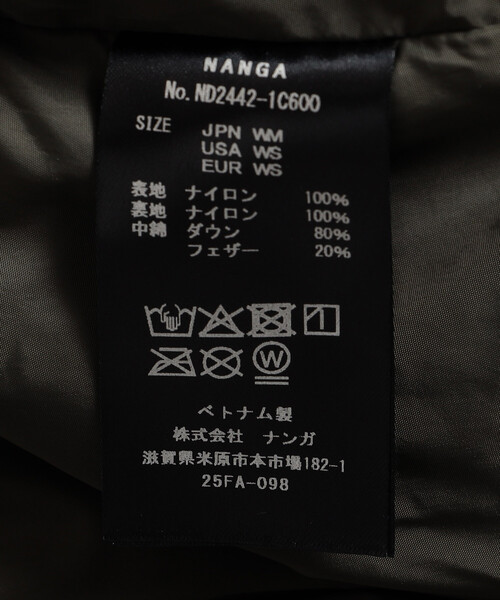 NANGA
No. ND2442-1C600
SIZE JPN WM
USA WS
EUR WS
表地 ナイロン 100%
裏地 ナイロン 100%
中綿 ダウン 80%
フェザー 20%
W
ベトナム製
株式会社 ナンガ
滋賀県米原市本市場182-1
25FA-098